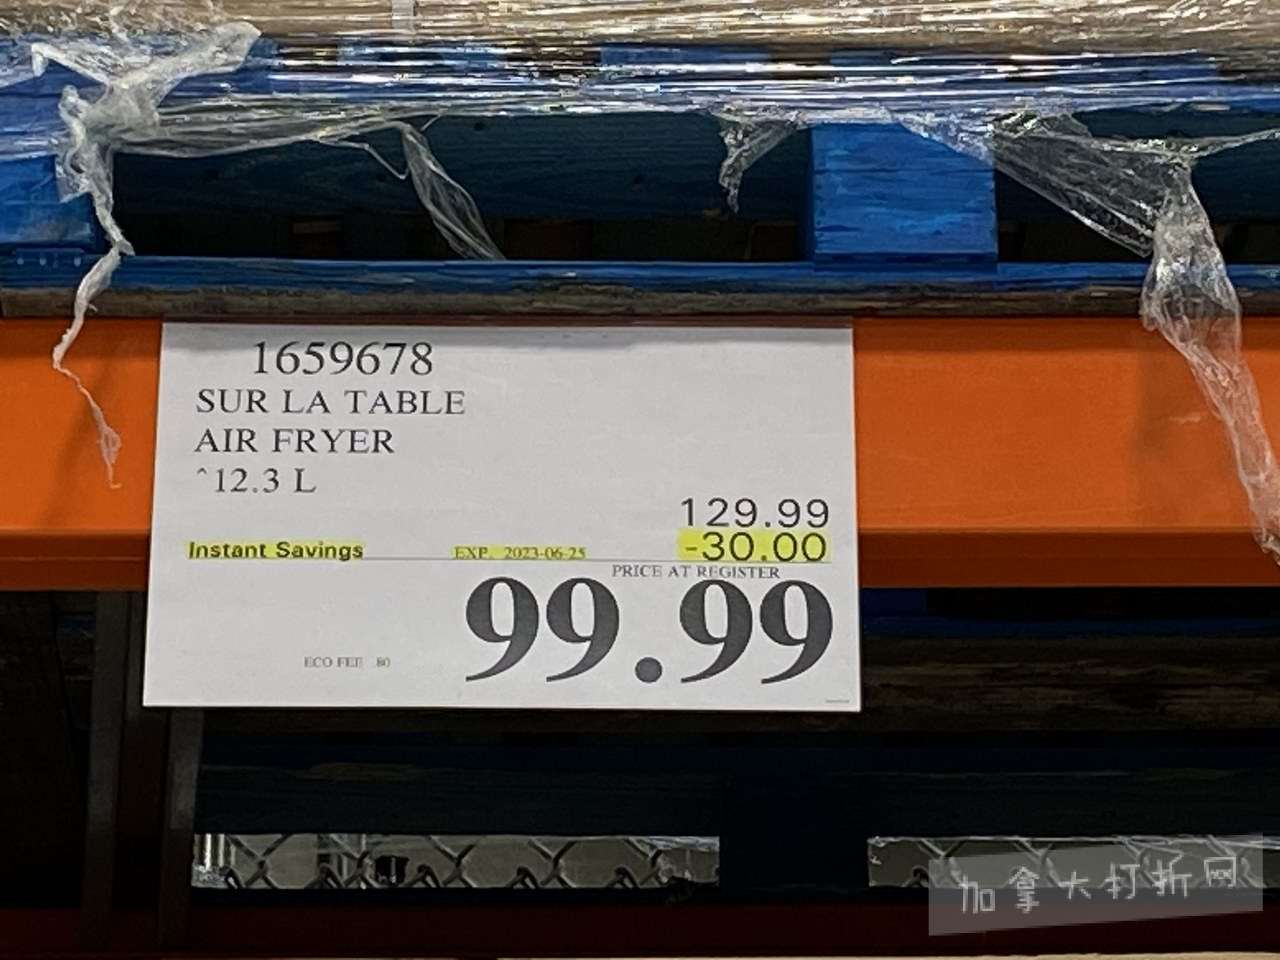 1659678
SUR LA TABLE
AIR FRYER
^12.3 L
129.99
Instant Savings EXP. 2023-06-25 -30.00
PRICE AT REGISTER
99.99
ECO FEE .80
加拿大打折网